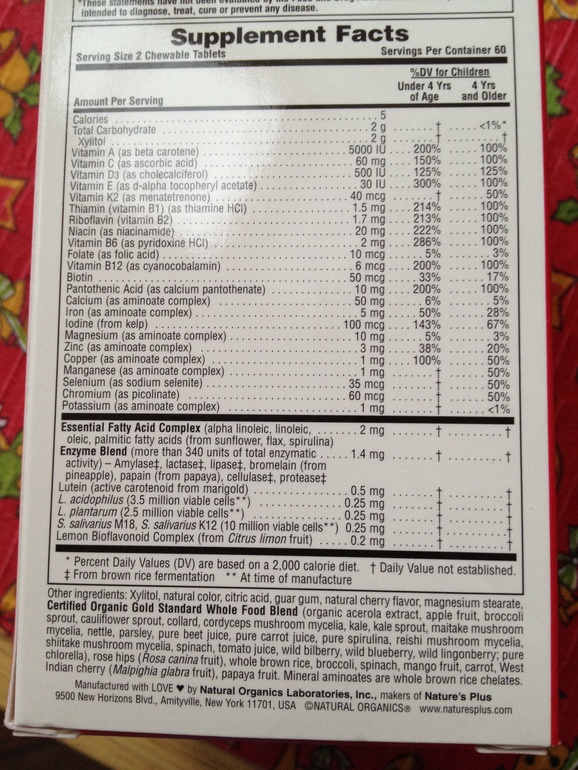 *These statements have not been evaluated by the Food and Drug
intended to diagnose, treat, cure or prevent any disease.
Supplement Facts
Serving Size 2 Chewable Tablets Servings Per Container 60
%DV for Children
Under 4 Yrs 4 Yrs
Amount Per Serving of Age and Older
Calories 5
Total Carbohydrate 2 g † <1%*
Xylitol 2 g † †
Vitamin A (as beta carotene) 5000 IU 200% 100%
Vitamin C (as ascorbic acid) 60 mg 150% 100%
Vitamin D3 (as cholecalciferol) 500 IU 125% 125%
Vitamin E (as d-alpha tocopheryl acetate) 30 IU 300% 100%
Vitamin K2 (as menatetrenone) 40 mcg † 50%
Thiamin (vitamin B1) (as thiamine HCl) 1.5 mg 214% 100%
Riboflavin (vitamin B2) 1.7 mg 213% 100%
Niacin (as niacinamide) 20 mg 222% 100%
Vitamin B6 (as pyridoxine HCl) 2 mg 286% 100%
Folate (as folic acid) 10 mcg 5% 3%
Vitamin B12 (as cyanocobalamin) 6 mcg 200% 100%
Biotin 50 mcg 33% 17%
Pantothenic Acid (as calcium pantothenate) 10 mg 200% 100%
Calcium (as aminoate complex) 50 mg 6% 5%
Iron (as aminoate complex) 5 mg 50% 28%
Iodine (from kelp) 100 mcg 143% 67%
Magnesium (as aminoate complex) 10 mg 5% 3%
Zinc (as aminoate complex) 3 mg 38% 20%
Copper (as aminoate complex) 1 mg 100% 50%
Manganese (as aminoate complex) 1 mg † 50%
Selenium (as sodium selenite) 35 mcg † 50%
Chromium (as picolinate) 60 mcg † 50%
Potassium (as aminoate complex) 1 mg † <1%
Essential Fatty Acid Complex (alpha linoleic, linoleic, 2 mg † †
oleic, palmitic fatty acids (from sunflower, flax, spirulina)
Enzyme Blend (more than 340 units of total enzymatic 1.4 mg † †
activity) – Amylase‡, lactase‡, lipase‡, bromelain (from
pineapple), papain (from papaya), cellulase‡, protease‡
Lutein (active carotenoid from marigold) 0.5 mg † †
L. acidophilus (3.5 million viable cells**) 0.25 mg † †
L. plantarum (2.5 million viable cells**) 0.25 mg † †
S. salivarius M18, S. salivarius K12 (10 million viable cells**) 0.25 mg † †
Lemon Bioflavonoid Complex (from Citrus limon fruit) 0.2 mg † †
* Percent Daily Values (DV) are based on a 2,000 calorie diet. † Daily Value not established.
‡ From brown rice fermentation ** At time of manufacture
Other ingredients: Xylitol, natural color, citric acid, guar gum, natural cherry flavor, magnesium stearate,
Certified Organic Gold Standard Whole Food Blend (organic acerola extract, apple fruit, broccoli
sprout, cauliflower sprout, collard, cordyceps mushroom mycelia, kale, kale sprout, maitake mushroom
mycelia, nettle, parsley, pure beet juice, pure carrot juice, pure spirulina, reishi mushroom mycelia,
shiitake mushroom mycelia, spinach, tomato juice, wild bilberry, wild blueberry, wild lingonberry; pure
chlorella), rose hips (Rosa canina fruit), whole brown rice, broccoli, spinach, mango fruit, carrot, West
Indian cherry (Malpighia glabra fruit), papaya fruit. Mineral aminoates are whole brown rice chelates.
Manufactured with LOVE ♥ by Natural Organics Laboratories, Inc., makers of Nature's Plus
9500 New Horizons Blvd., Amityville, New York 11701, USA ©NATURAL ORGANICS® www.naturesplus.com